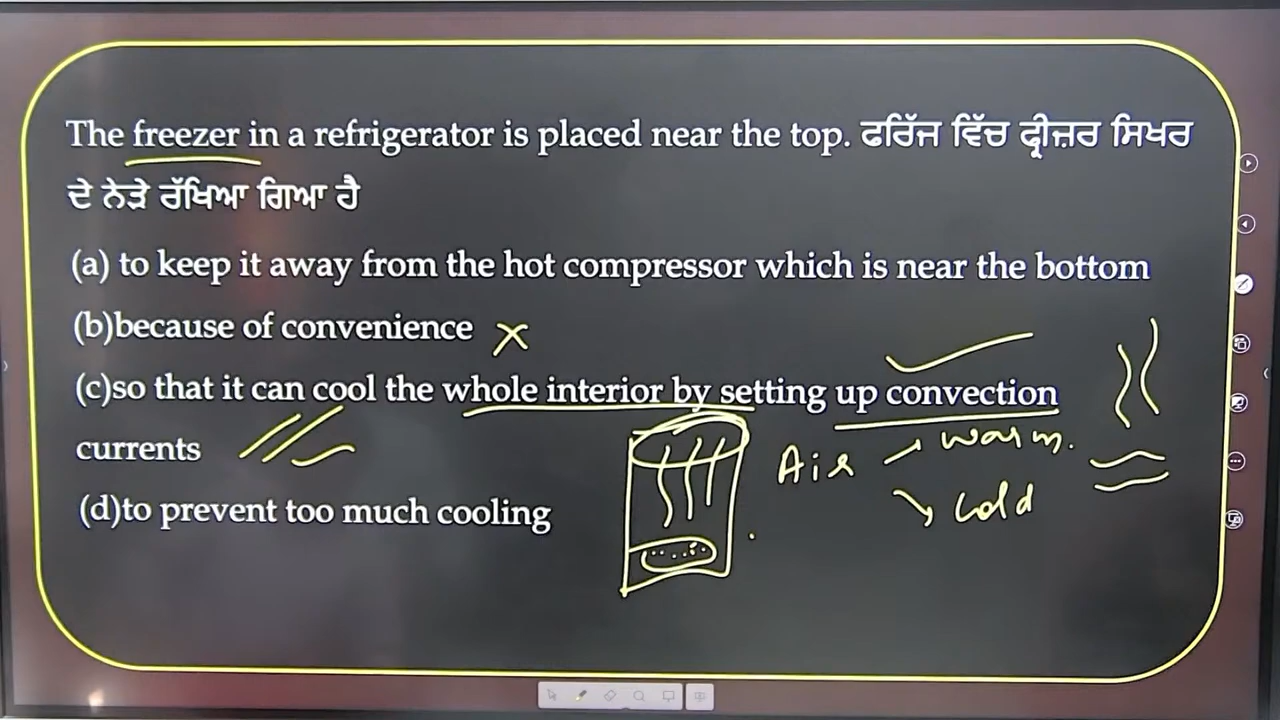 The freezer in a refrigerator is placed near the top. ਫਰਿੱਜ ਵਿੱਚ ਫ੍ਰੀਜ਼ਰ ਸਿਖਰ
ਦੇ ਨੇੜੇ ਰੱਖਿਆ ਗਿਆ ਹੈ
(a) to keep it away from the hot compressor which is near the bottom
(b)because of convenience
(c)so that it can cool the whole interior by setting up convection
currents
(d)to prevent too much cooling
Air
warm.
Cold